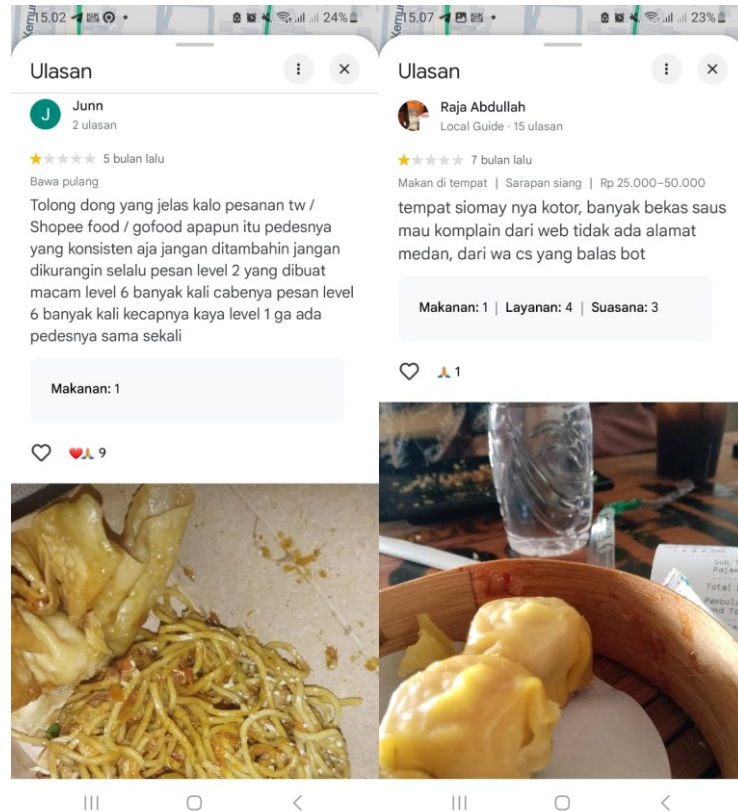 15.02
24%
Ulasan
J
Junn
2 ulasan
5 bulan lalu
Bawa pulang
Tolong dong yang jelas kalo pesanan tw /
Shopee food / gofood apapun itu pedesnya
yang konsisten aja jangan ditambahin jangan
dikurangin selalu pesan level 2 yang dibuat
macam level 6 banyak kali cabenya pesan level
6 banyak kali kecapnya kaya level 1 ga ada
pedesnya sama sekali
Makanan: 1
9
15.07
23%
Ulasan
Raja Abdullah
Local Guide · 15 ulasan
7 bulan lalu
Makan di tempat | Sarapan siang | Rp 25.000–50.000
tempat siomay nya kotor, banyak bekas saus
mau komplain dari web tidak ada alamat
medan, dari wa cs yang balas bot
Makanan: 1 | Layanan: 4 | Suasana: 3
1
Total